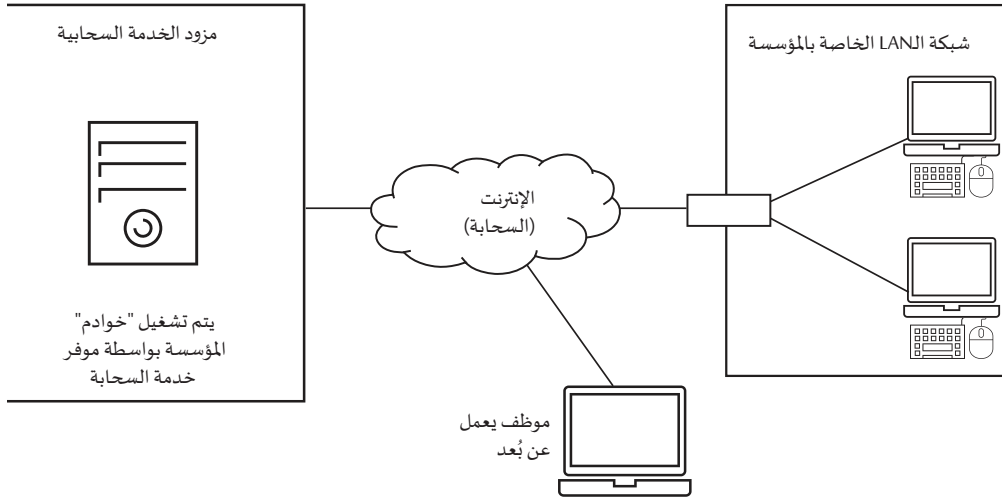 مزود الخدمة السحابية
يتم تشغيل "خوادم"
المؤسسة بواسطة موفر
خدمة السحابة
الإنترنت
(السحابة)
موظف يعمل
عن بُعد
شبكة الـLAN الخاصة بالمؤسسة